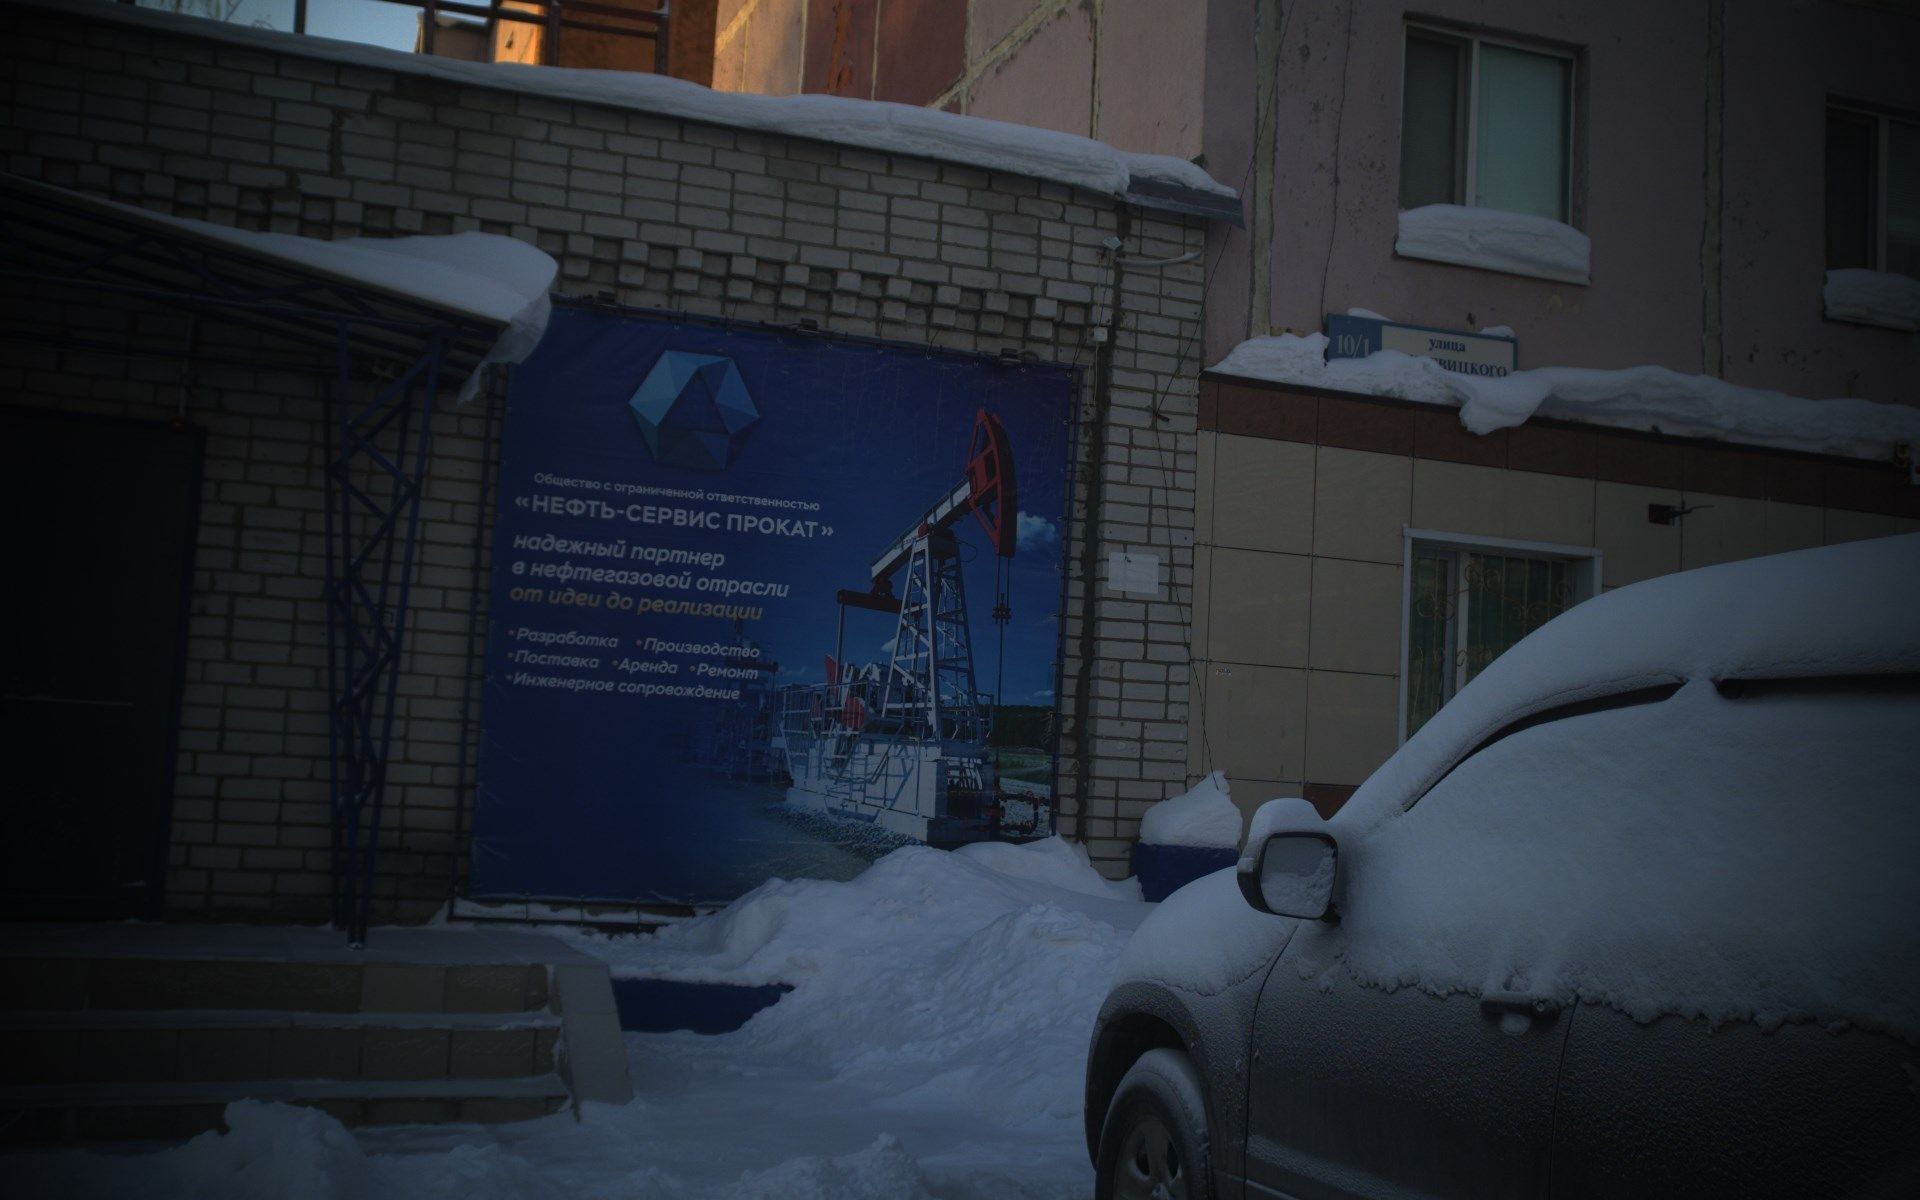 Общество с ограниченной ответственностью
«НЕФТЬ-СЕРВИС ПРОКАТ»
надежный партнер
в нефтегазовой отрасли
от идеи до реализации
•Разработка •Производство
•Поставка •Аренда •Ремонт
•Инженерное сопровождение
10/1
улица